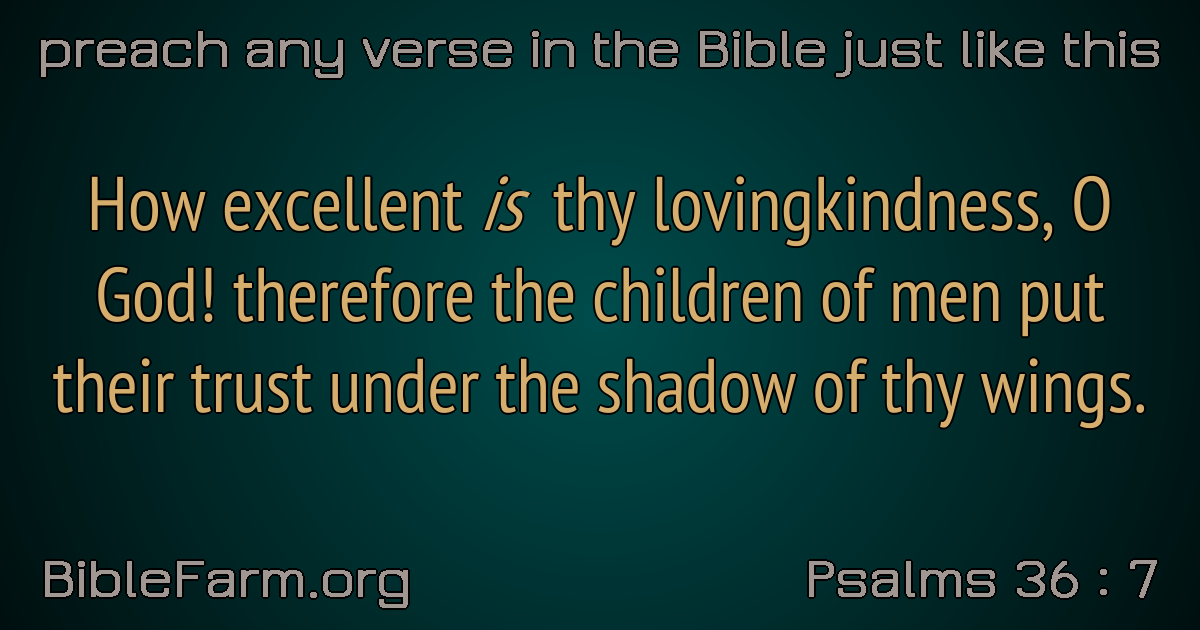 preach any verse in the Bible just like this
How excellent is thy lovingkindness, O
God! therefore the children of men put
their trust under the shadow of thy wings.
BibleFarm.org
Psalms 36 : 7